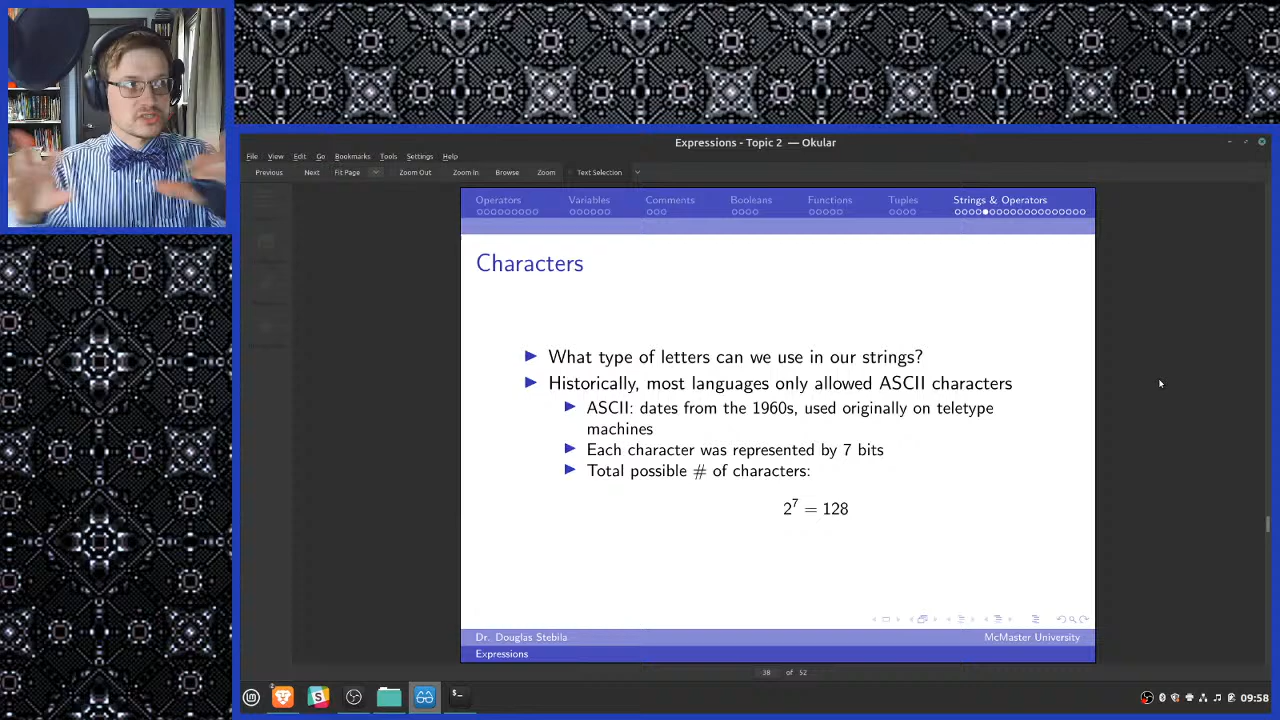 Expressions - Topic 2 — Okular
File View Edit Go Bookmarks Tools Settings Help
Previous Next Fit Page Zoom Out Zoom In Browse Zoom Text Selection
Operators Variables Comments Booleans Functions Tuples Strings & Operators
Characters
What type of letters can we use in our strings?
Historically, most languages only allowed ASCII characters
ASCII: dates from the 1960s, used originally on teletype
machines
Each character was represented by 7 bits
Total possible # of characters:
2⁷ = 128
Dr. Douglas Stebila McMaster University
Expressions
38 of 52
09:58